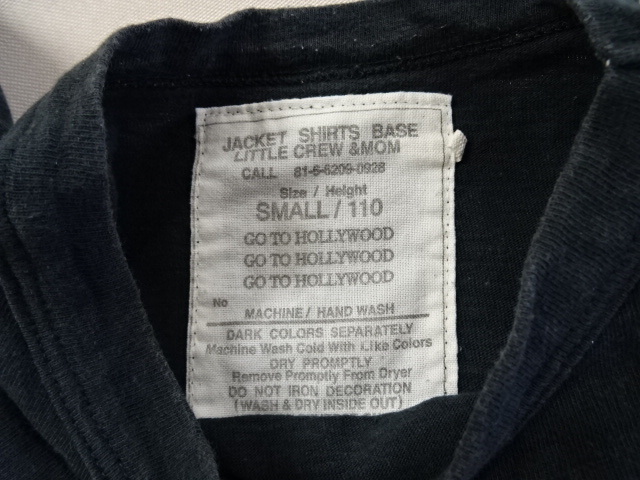 JACKET SHIRTS BASE
LITTLE CREW &MOM
CALL 81-6-6209-0928
Size / Height
SMALL / 110
GO TO HOLLYWOOD
GO TO HOLLYWOOD
GO TO HOLLYWOOD
No
MACHINE / HAND WASH
DARK COLORS SEPARATELY
Machine Wash Cold With Like Colors
DRY PROMPTLY
Remove Promptly From Dryer
DO NOT IRON DECORATION
(WASH & DRY INSIDE OUT)